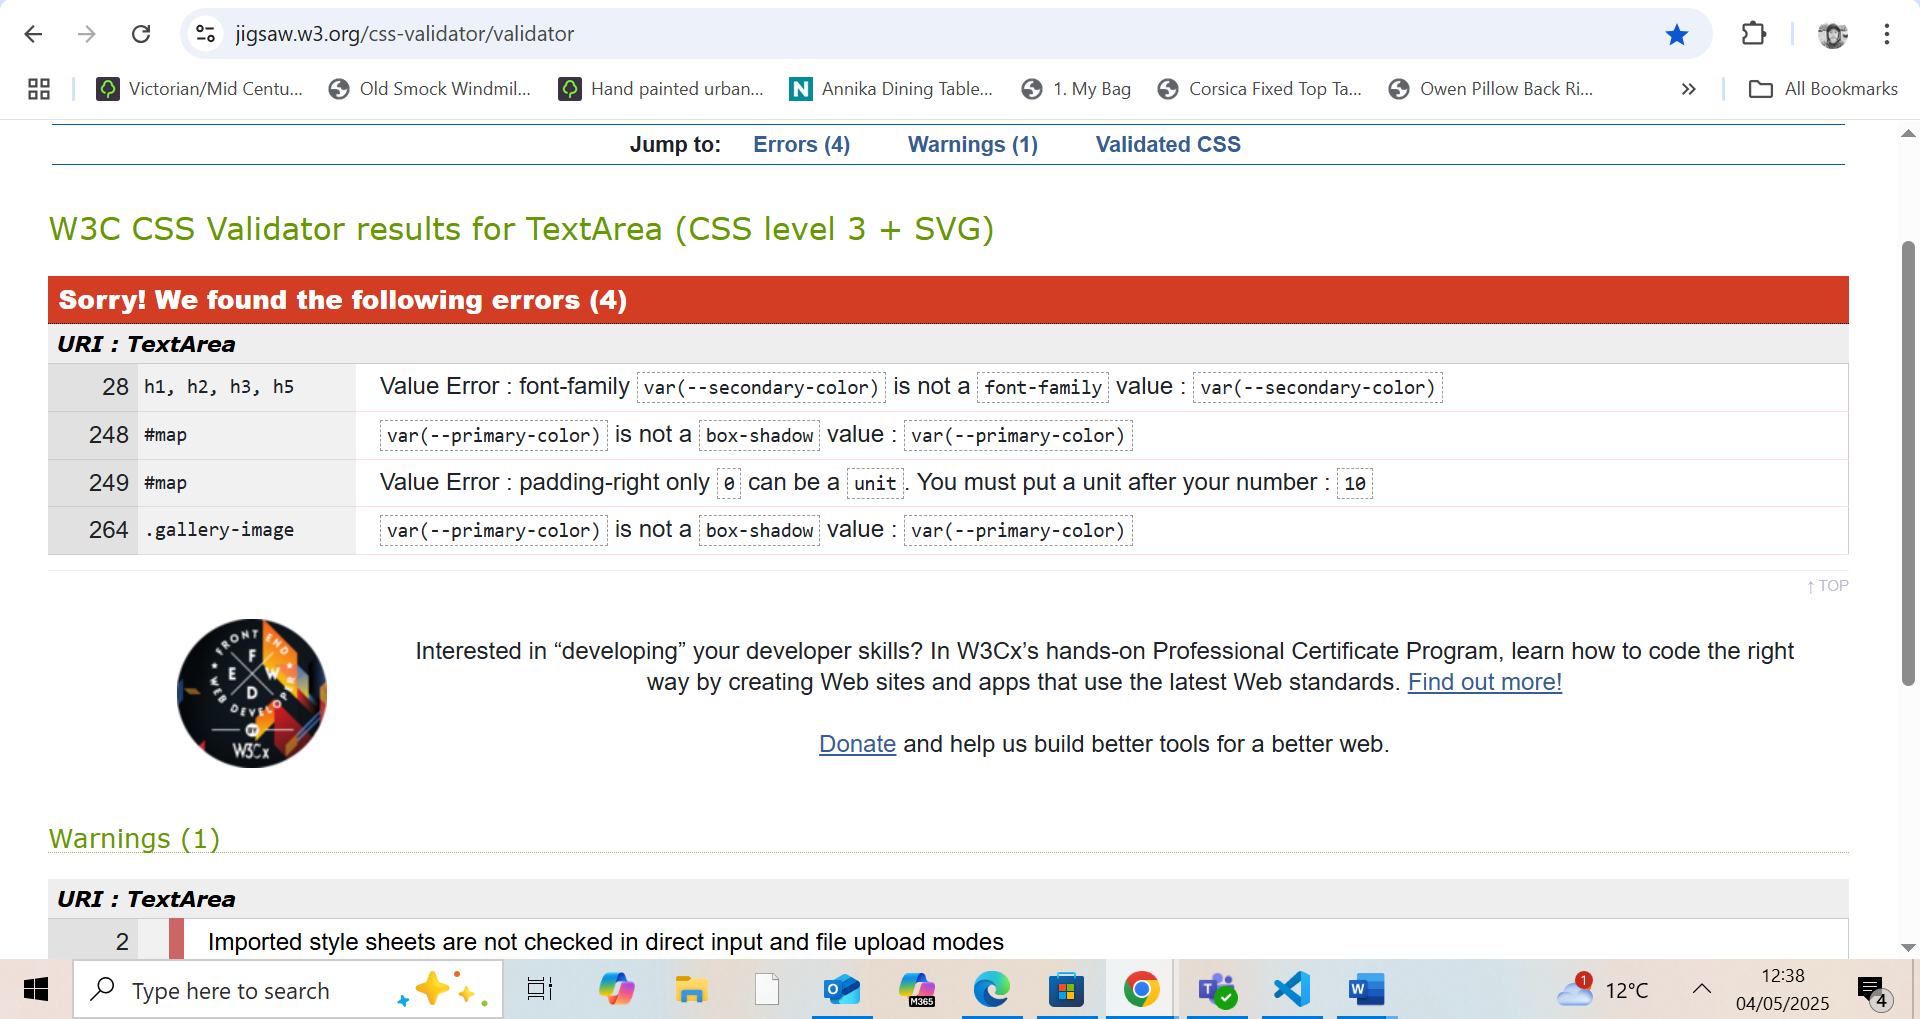 jigsaw.w3.org/css-validator/validator
Victorian/Mid Centu... Old Smock Windmil... Hand painted urban... N Annika Dining Table... 1. My Bag Corsica Fixed Top Ta... Owen Pillow Back Ri... » All Bookmarks
Jump to: Errors (4) Warnings (1) Validated CSS
W3C CSS Validator results for TextArea (CSS level 3 + SVG)
Sorry! We found the following errors (4)
URI : TextArea
28 h1, h2, h3, h5 Value Error : font-family var(--secondary-color) is not a font-family value : var(--secondary-color)
248 #map var(--primary-color) is not a box-shadow value : var(--primary-color)
249 #map Value Error : padding-right only 0 can be a unit. You must put a unit after your number : 10
264 .gallery-image var(--primary-color) is not a box-shadow value : var(--primary-color)
↑ TOP
FRONT END
F
E W
D
WEB DEVELOPER
BY
W3Cx
Interested in “developing” your developer skills? In W3Cx’s hands-on Professional Certificate Program, learn how to code the right
way by creating Web sites and apps that use the latest Web standards. Find out more!
Donate and help us build better tools for a better web.
Warnings (1)
URI : TextArea
2 Imported style sheets are not checked in direct input and file upload modes
Type here to search
O
M365
T
W
1
12°C
12:38
04/05/2025
4